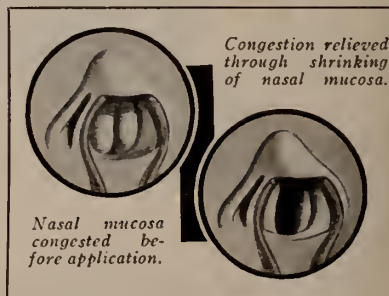 Congestion relieved
through shrinking
of nasal mucosa.
Nasal mucosa
congested be-
fore application.